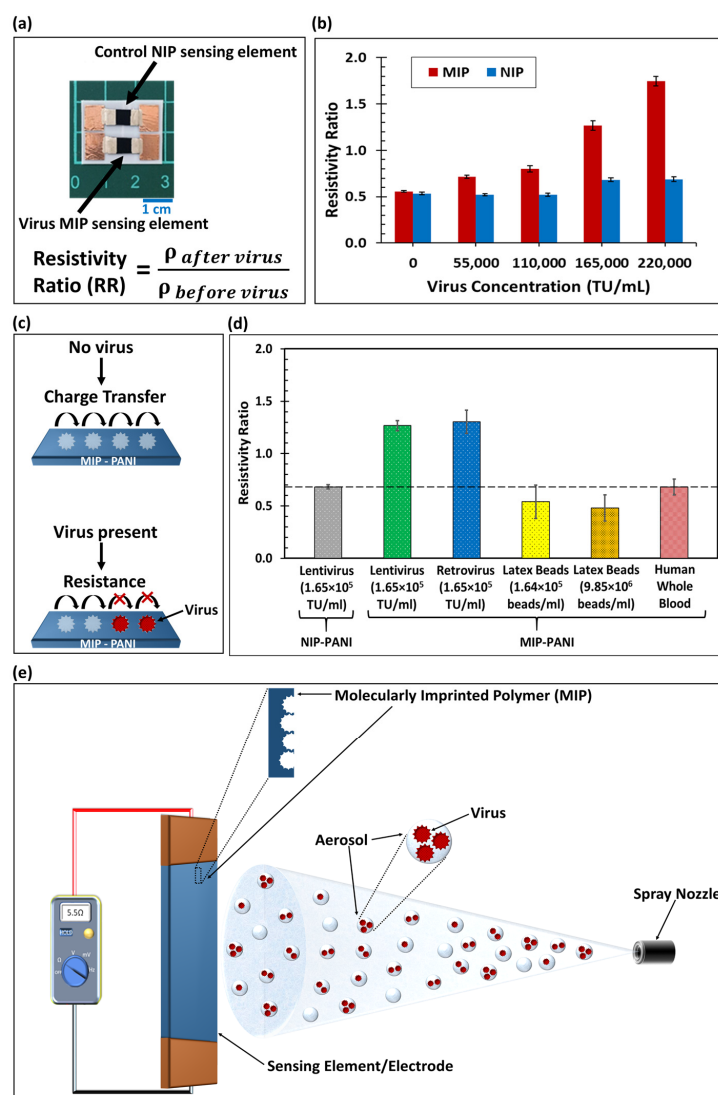 (a)
Control NIP sensing element
0 1 2 3
1 cm
Virus MIP sensing element
Resistivity
Ratio (RR)
=
ρ after virus
ρ before virus
(b)
MIP NIP
Resistivity Ratio
2.0
1.5
1.0
0.5
0.0
0 55,000 110,000 165,000 220,000
Virus Concentration (TU/mL)
(c)
No virus
Charge Transfer
MIP - PANI
Virus present
Resistance
Virus
MIP - PANI
(d)
Resistivity Ratio
2.0
1.5
1.0
0.5
0.0
Lentivirus Lentivirus Retrovirus Latex Beads Latex Beads Human
(1.65×10⁵ (1.65×10⁵ (1.65×10⁵ (1.64×10⁵ (9.85×10⁶ Whole
TU/ml) TU/ml) TU/ml) beads/ml) beads/ml) Blood
NIP-PANI MIP-PANI
(e)
Molecularly Imprinted Polymer (MIP)
Virus
Aerosol
Spray Nozzle
5.5Ω
HOLD
V
mV
Ω
Hz
OFF
Sensing Element/Electrode